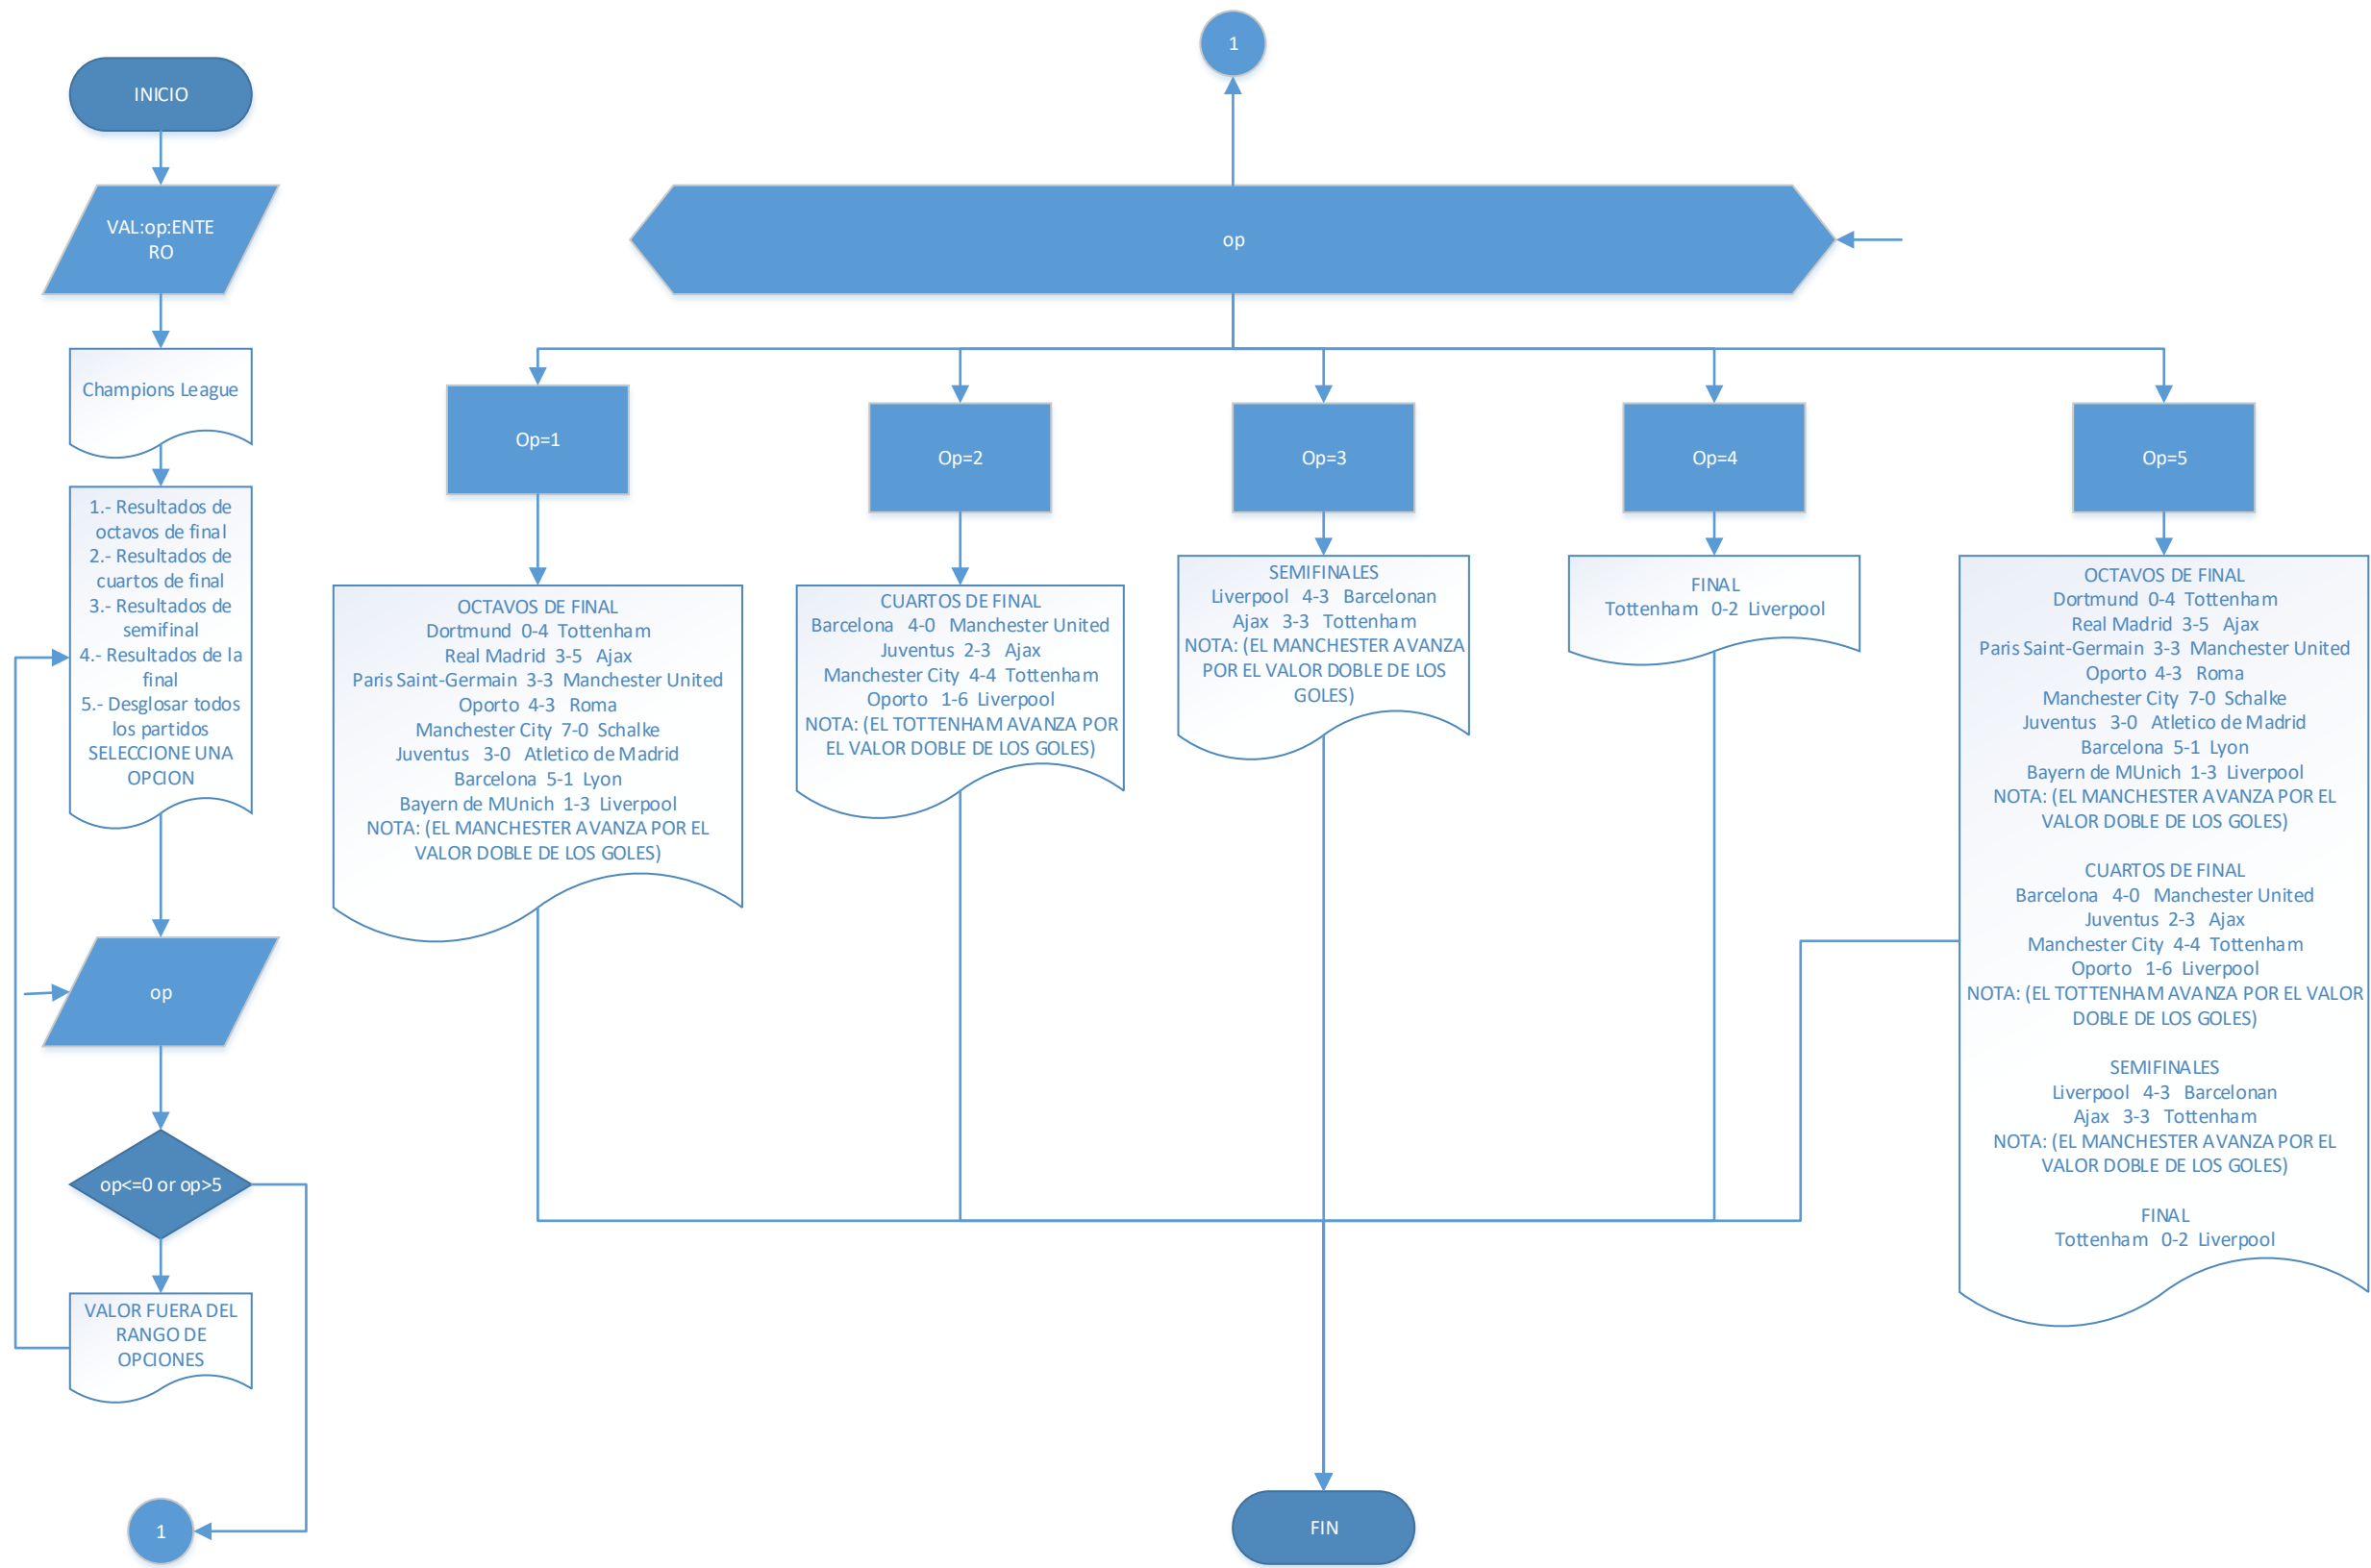 INICIO
VAL:op:ENTE
RO
Champions League
1.- Resultados de
octavos de final
2.- Resultados de
cuartos de final
3.- Resultados de
semifinal
4.- Resultados de la
final
5.- Desglosar todos
los partidos
SELECCIONE UNA
OPCION
op
op<=0 or op>5
VALOR FUERA DEL
RANGO DE
OPCIONES
1
1
op
Op=1
OCTAVOS DE FINAL
Dortmund 0-4 Tottenham
Real Madrid 3-5 Ajax
Paris Saint-Germain 3-3 Manchester United
Oporto 4-3 Roma
Manchester City 7-0 Schalke
Juventus 3-0 Atletico de Madrid
Barcelona 5-1 Lyon
Bayern de MUnich 1-3 Liverpool
NOTA: (EL MANCHESTER AVANZA POR EL
VALOR DOBLE DE LOS GOLES)
Op=2
CUARTOS DE FINAL
Barcelona 4-0 Manchester United
Juventus 2-3 Ajax
Manchester City 4-4 Tottenham
Oporto 1-6 Liverpool
NOTA: (EL TOTTENHAM AVANZA POR
EL VALOR DOBLE DE LOS GOLES)
Op=3
SEMIFINALES
Liverpool 4-3 Barcelonan
Ajax 3-3 Tottenham
NOTA: (EL MANCHESTER AVANZA
POR EL VALOR DOBLE DE LOS
GOLES)
Op=4
FINAL
Tottenham 0-2 Liverpool
Op=5
OCTAVOS DE FINAL
Dortmund 0-4 Tottenham
Real Madrid 3-5 Ajax
Paris Saint-Germain 3-3 Manchester United
Oporto 4-3 Roma
Manchester City 7-0 Schalke
Juventus 3-0 Atletico de Madrid
Barcelona 5-1 Lyon
Bayern de MUnich 1-3 Liverpool
NOTA: (EL MANCHESTER AVANZA POR EL
VALOR DOBLE DE LOS GOLES)
CUARTOS DE FINAL
Barcelona 4-0 Manchester United
Juventus 2-3 Ajax
Manchester City 4-4 Tottenham
Oporto 1-6 Liverpool
NOTA: (EL TOTTENHAM AVANZA POR EL VALOR
DOBLE DE LOS GOLES)
SEMIFINALES
Liverpool 4-3 Barcelonan
Ajax 3-3 Tottenham
NOTA: (EL MANCHESTER AVANZA POR EL
VALOR DOBLE DE LOS GOLES)
FINAL
Tottenham 0-2 Liverpool
FIN